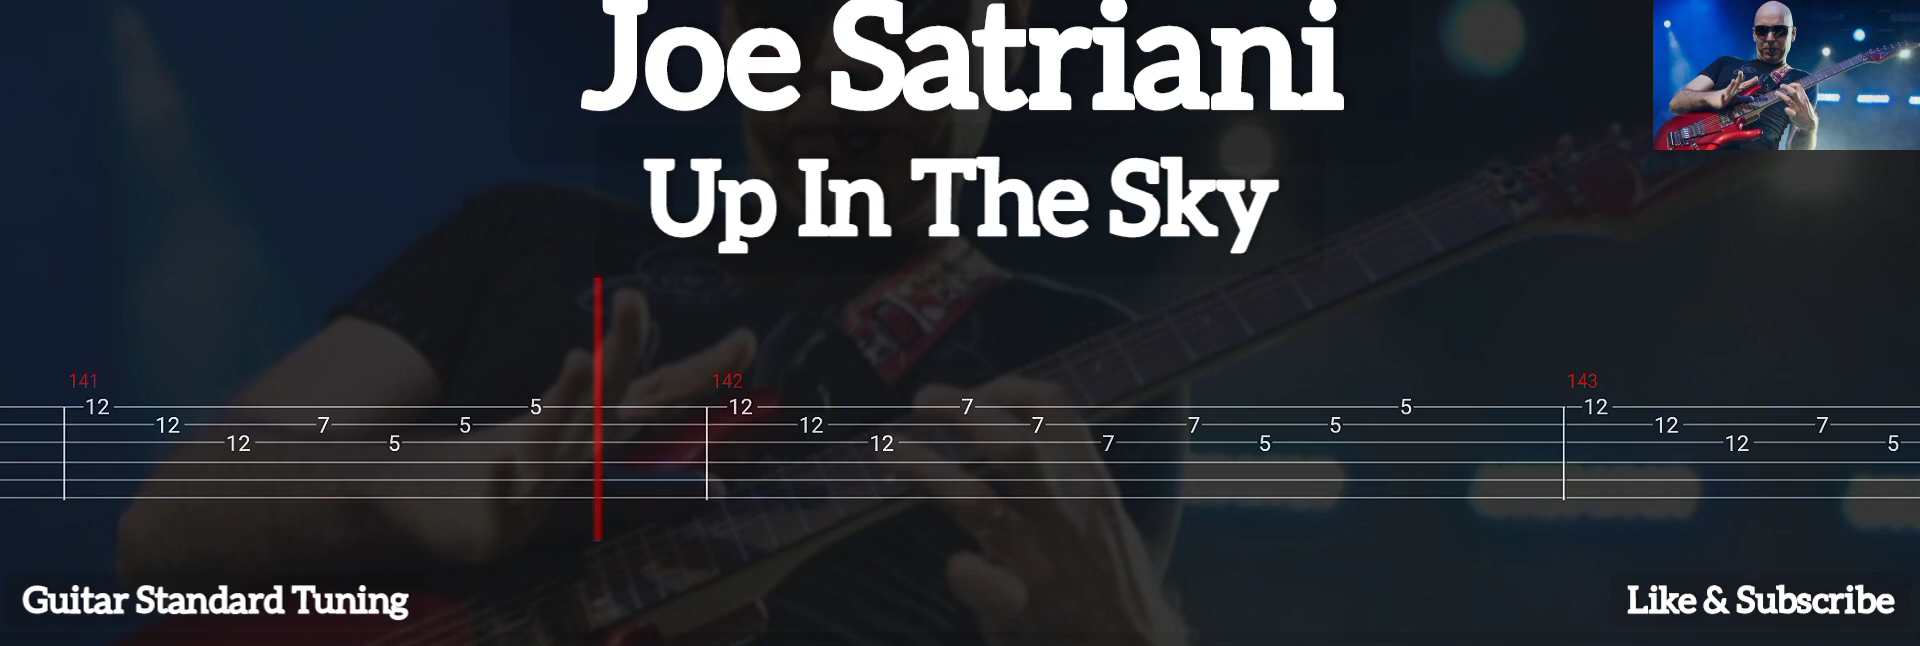 Joe Satriani
Up In The Sky
141 142 143
12 5 12 7 5 12
12 7 5 12 7 7 5 12 7
12 5 12 7 5 12 5
Guitar Standard Tuning
Like & Subscribe